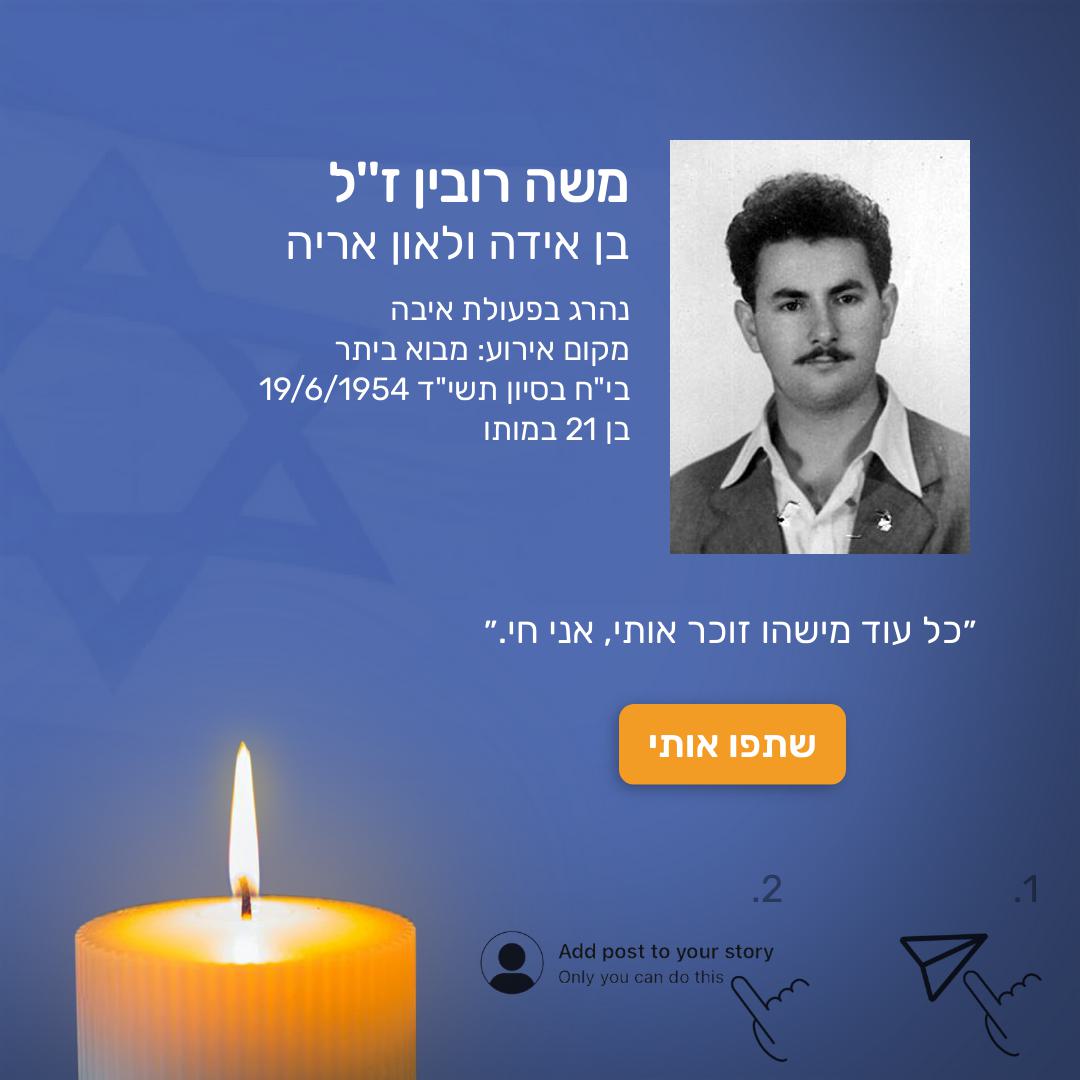 משה רובין ז"ל
בן אידה ולאון אריה
נהרג בפעולת איבה
מקום אירוע: מבוא ביתר
בי"ח בסיון תשי"ד 19/6/1954
בן 21 במותו
״כל עוד מישהו זוכר אותי, אני חי.״
שתפו אותי
1.
2.
Add post to your story
Only you can do this